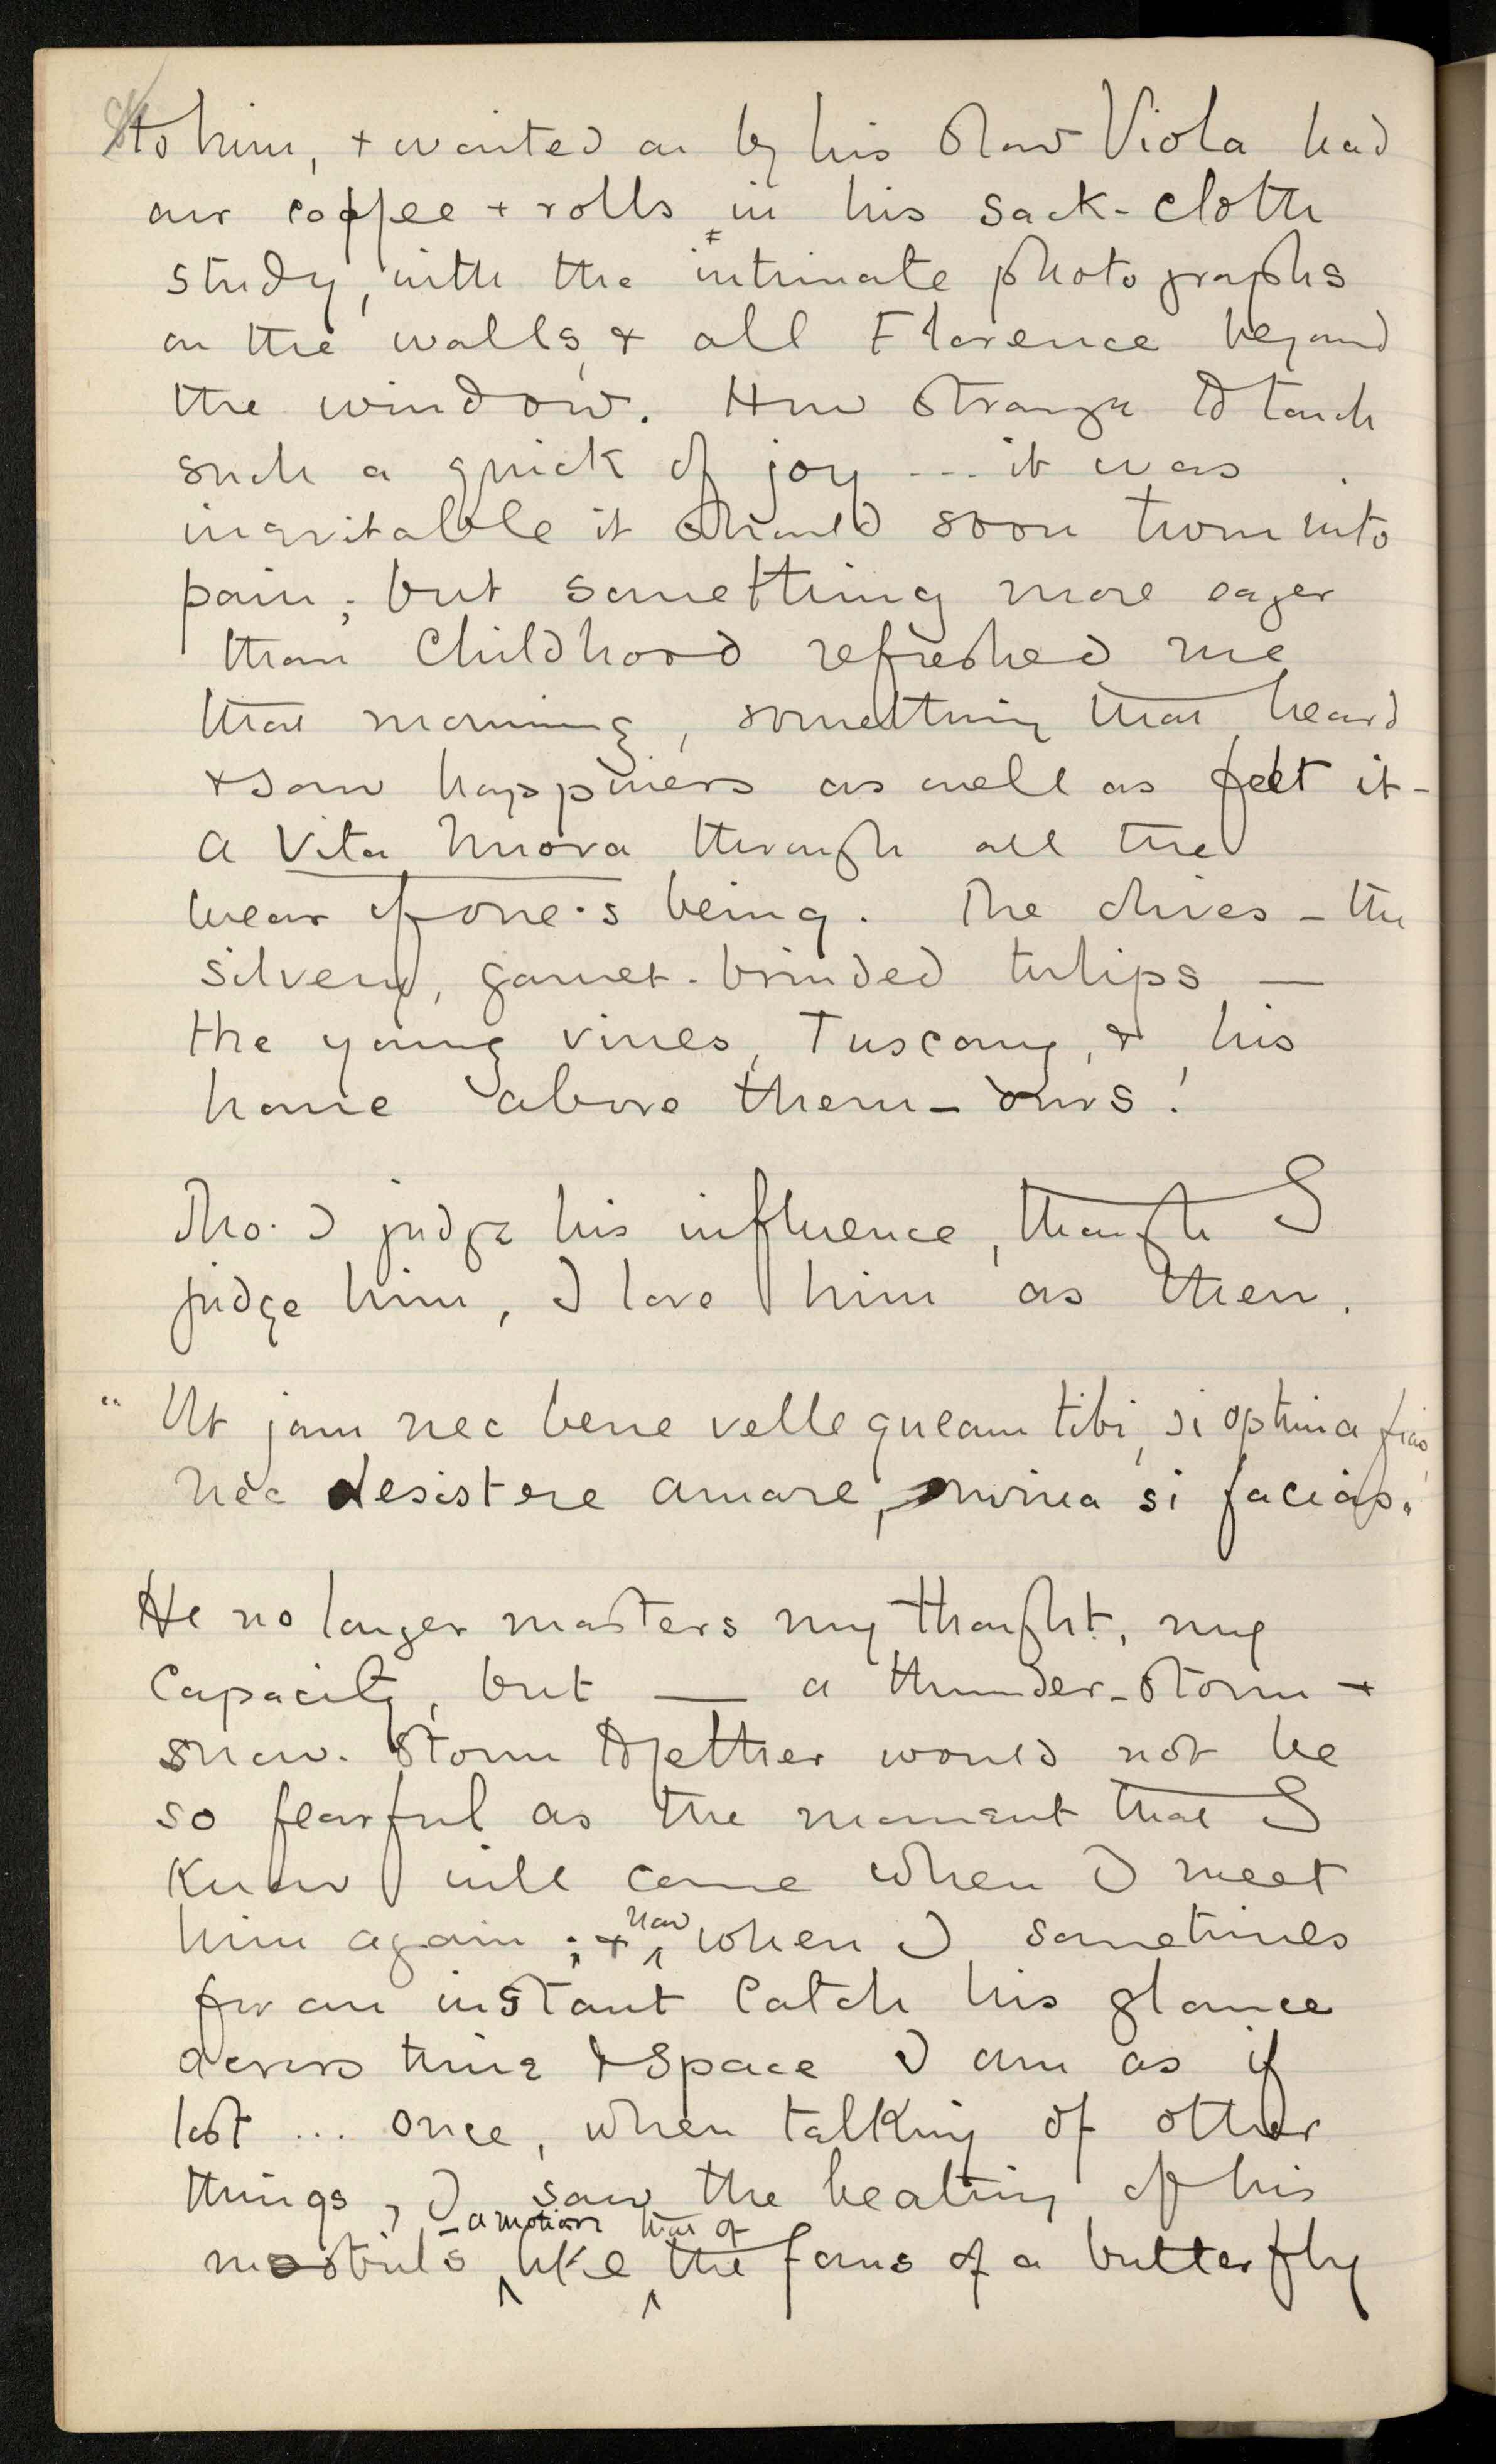 to him, + waited on by his slow Viola had
our coffee + rolls in his sack-cloth
study, with the intimate photographs
on the walls, & all Florence beyond
the window. How strange to touch
such a quick of joy --- it was
inevitable it should soon turn into
pain; but something more eager
than Childhood refreshed me
that morning, something that heard
+ saw happiness as well as felt it -
a Vita Nuova through all the
wear of one's being. The olives - the
silvery, garnet-brinded tulips —
the young vines, Tuscany, & his
home above them - ours!
Tho' I judge his influence, though I
judge him, I love him as then.
" Ut jam nec bene velle queam tibi, si optima fias,
nec desistere amare, omnia si facias.
He no longer masters my thought, my
Capacity, but — a thunder-storm +
snow-storm together would not be
so fearful as the moment that I
know will come when I meet
him again; + now when I sometimes
for an instant catch his glance
across time & space I am as if
lost ... once, when talking of other
things, I saw the beating of his
nostrils - a motion like that of the fans of a butterfly